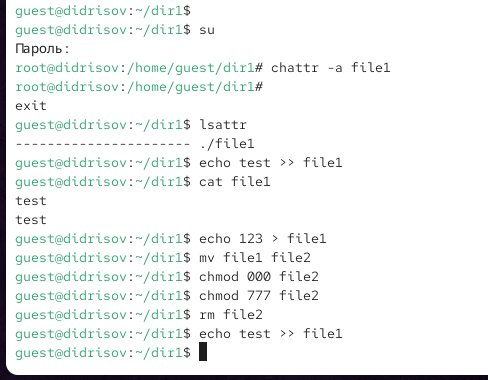 guest@didrisov:~/dir1$
guest@didrisov:~/dir1$ su
Пароль:
root@didrisov:/home/guest/dir1# chattr -a file1
root@didrisov:/home/guest/dir1#
exit
guest@didrisov:~/dir1$ lsattr
---------------------- ./file1
guest@didrisov:~/dir1$ echo test >> file1
guest@didrisov:~/dir1$ cat file1
test
test
guest@didrisov:~/dir1$ echo 123 > file1
guest@didrisov:~/dir1$ mv file1 file2
guest@didrisov:~/dir1$ chmod 000 file2
guest@didrisov:~/dir1$ chmod 777 file2
guest@didrisov:~/dir1$ rm file2
guest@didrisov:~/dir1$ echo test >> file1
guest@didrisov:~/dir1$